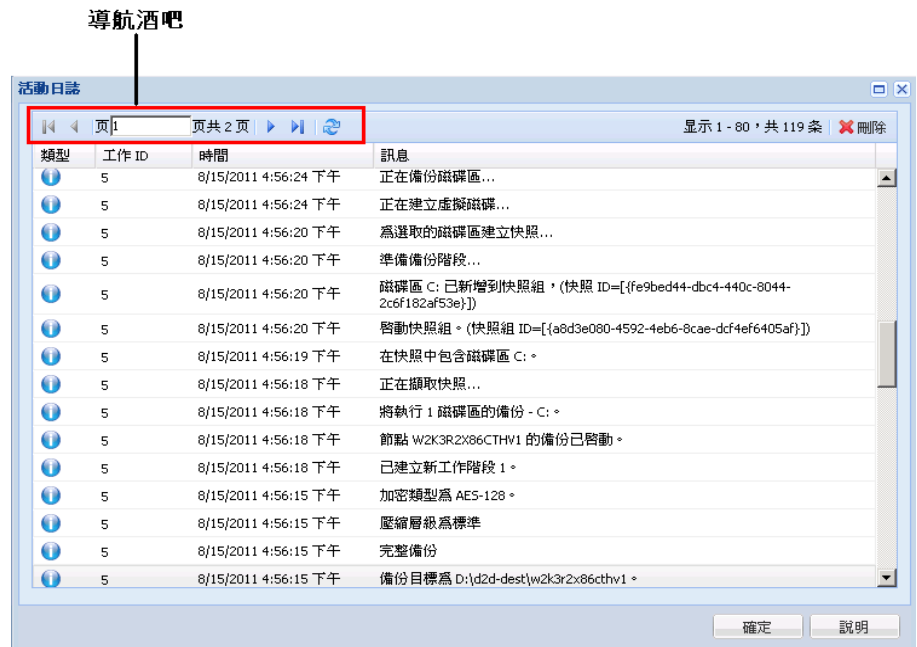 導航酒吧
活動日誌
页 1 页共 2 页 显示 1 - 80，共 119 条 刪除
類型 工作 ID 時間 訊息
5 8/15/2011 4:56:24 下午 正在備份磁碟區...
5 8/15/2011 4:56:24 下午 正在建立虛擬磁碟...
5 8/15/2011 4:56:20 下午 為選取的磁碟區建立快照...
5 8/15/2011 4:56:20 下午 準備備份階段...
5 8/15/2011 4:56:20 下午 磁碟區 C: 已新增到快照組，(快照 ID=[{fe9bed44-dbc4-440c-8044-
2c6f182af53e}])
5 8/15/2011 4:56:20 下午 啟動快照組。(快照組 ID=[{a8d3e080-4592-4eb6-8cae-dcf4ef6405af}])
5 8/15/2011 4:56:19 下午 在快照中包含磁碟區 C:。
5 8/15/2011 4:56:18 下午 正在擷取快照...
5 8/15/2011 4:56:18 下午 將執行 1 磁碟區的備份 - C:。
5 8/15/2011 4:56:18 下午 節點 W2K3R2X86CTHV1 的備份已啟動。
5 8/15/2011 4:56:18 下午 已建立新工作階段 1。
5 8/15/2011 4:56:15 下午 加密類型為 AES-128。
5 8/15/2011 4:56:15 下午 壓縮層級為標準
5 8/15/2011 4:56:15 下午 完整備份
5 8/15/2011 4:56:15 下午 備份目標為 D:\d2d-dest\w2k3r2x86cthv1。
確定 說明